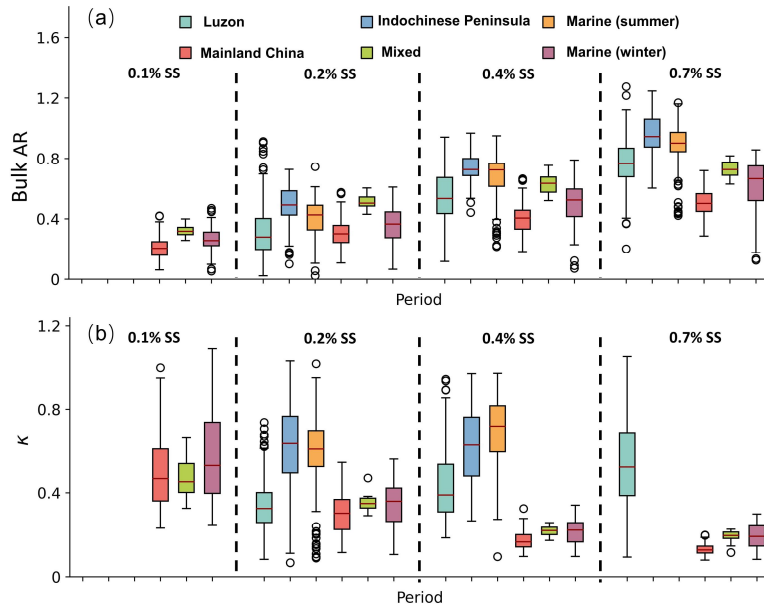 (a)
Luzon
Indochinese Peninsula
Marine (summer)
Mainland China
Mixed
Marine (winter)
0.1% SS
0.2% SS
0.4% SS
0.7% SS
1.6
1.2
0.8
0.4
0
Bulk AR
Period
(b)
0.1% SS
0.2% SS
0.4% SS
0.7% SS
1.2
0.8
0.4
0
κ
Period